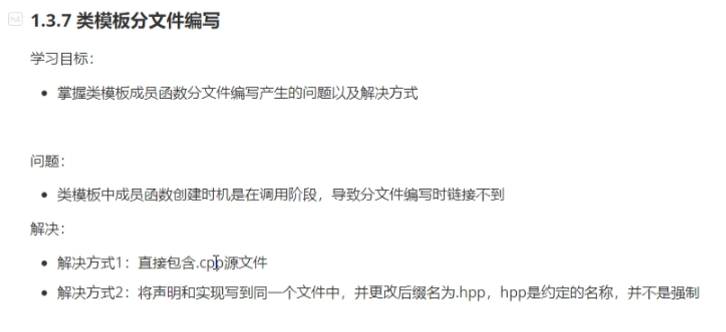 h4
1.3.7 类模板分文件编写
学习目标：
掌握类模板成员函数分文件编写产生的问题以及解决方式
问题：
类模板中成员函数创建时机是在调用阶段，导致分文件编写时链接不到
解决：
解决方式1：直接包含.cpp源文件
解决方式2：将声明和实现写到同一个文件中，并更改后缀名为.hpp，hpp是约定的名称，并不是强制